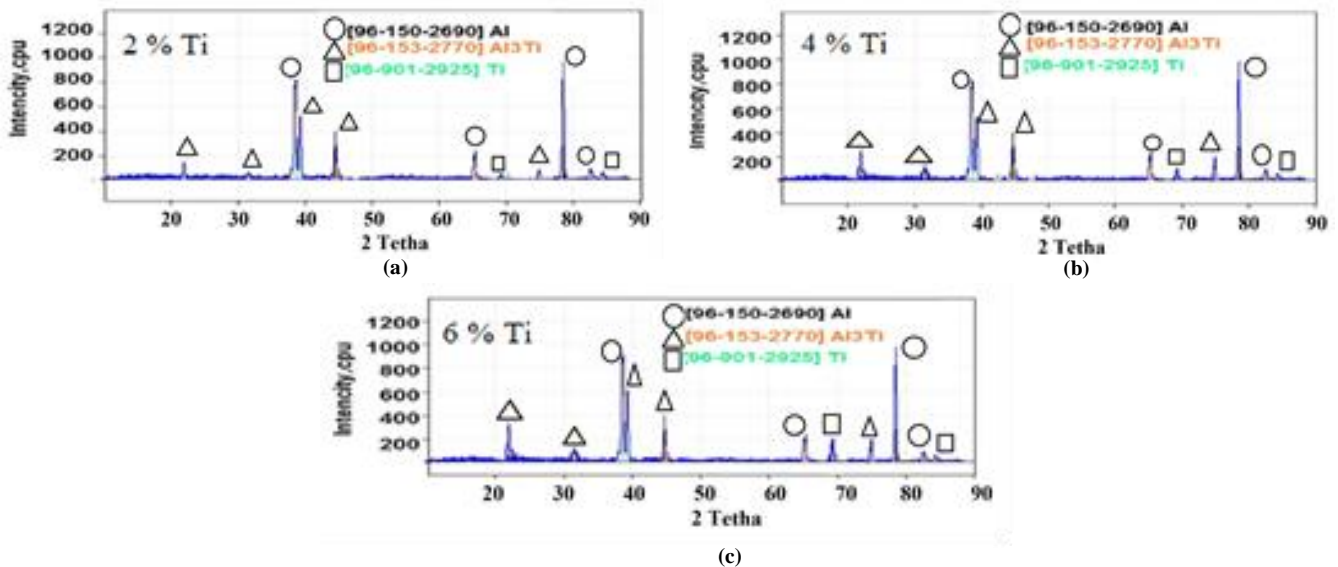 2 % Ti
[96-150-2690] Al
[96-153-2770] Al3Ti
[96-901-2925] Ti
Intencity,cpu
1200
1000
800
600
400
200
20 30 40 50 60 70 80 90
2 Tetha
(a)
4 % Ti
[96-150-2690] Al
[96-153-2770] Al3Ti
[96-901-2925] Ti
Intencity,cpu
1200
1000
800
600
400
200
20 30 40 50 60 70 80 90
2 Tetha
(b)
6 % Ti
[96-150-2690] Al
[96-153-2770] Al3Ti
[96-901-2925] Ti
Intencity,cpu
1200
1000
800
600
400
200
20 30 40 50 60 70 80 90
2 Tetha
(c)